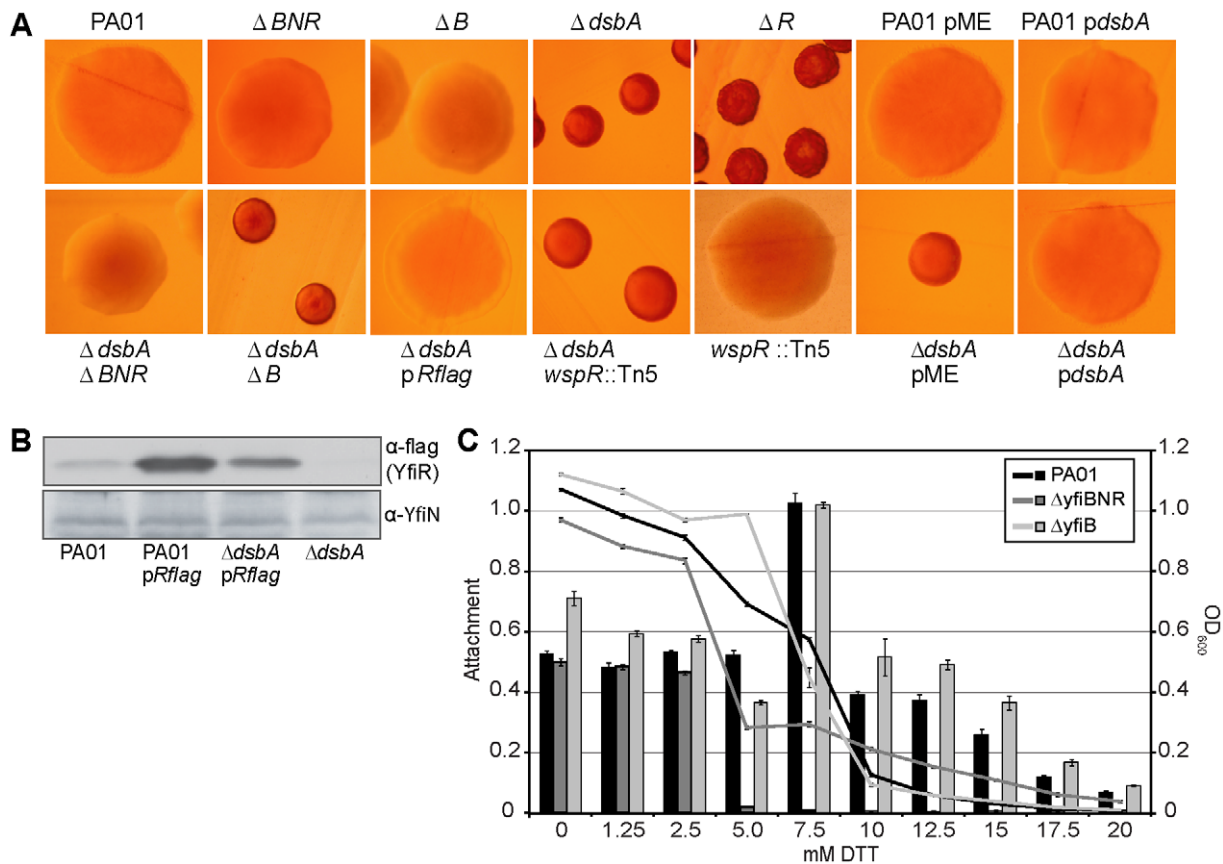 A
PA01
Δ BNR
Δ B
Δ dsbA
Δ R
PA01 pME
PA01 pdsbA
Δ dsbA
Δ BNR
Δ dsbA
Δ B
Δ dsbA
pRflag
Δ dsbA
wspR::Tn5
wspR ::Tn5
ΔdsbA
pME
ΔdsbA
pdsbA
B
α-flag
(YfiR)
α-YfiN
PA01
PA01
pRflag
ΔdsbA
pRflag
ΔdsbA
C
1.2
1.0
0.8
0.6
0.4
0.2
0
Attachment
PA01
ΔyfiBNR
ΔyfiB
1.2
1.0
0.8
0.6
0.4
0.2
0
OD600
0 1.25 2.5 5.0 7.5 10 12.5 15 17.5 20
mM DTT